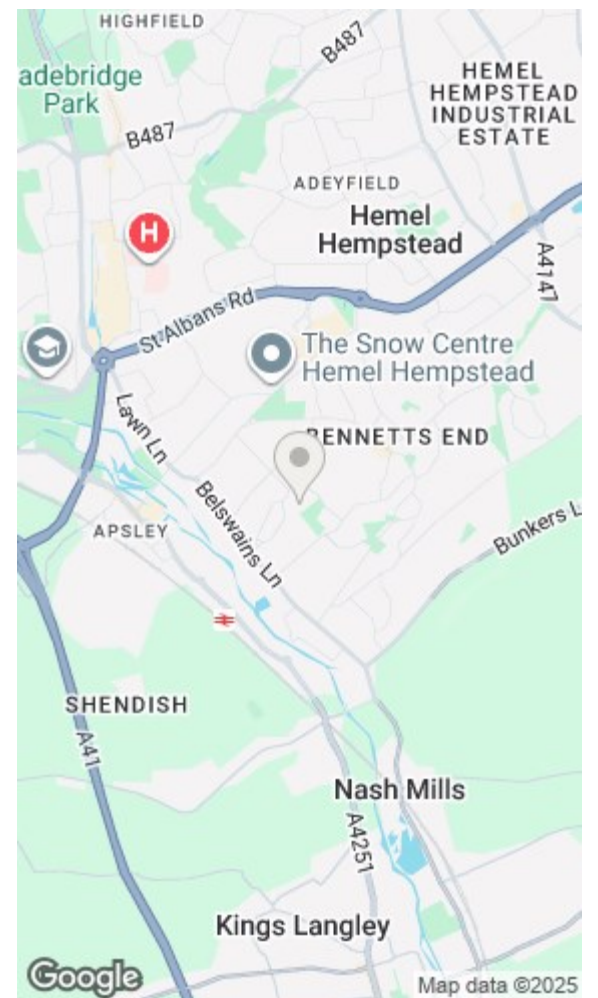 HIGHFIELD
B487
adebridge
Park
HEMEL
HEMPSTEAD
INDUSTRIAL
ESTATE
B487
ADEYFIELD
Hemel
Hempstead
H
A4147
St Albans Rd
The Snow Centre
Hemel Hempstead
Lawn Ln
BENNETTS END
Belswains Ln
APSLEY
Bunkers L
SHENDISH
A41
Nash Mills
A4251
Kings Langley
Google
Map data ©2025